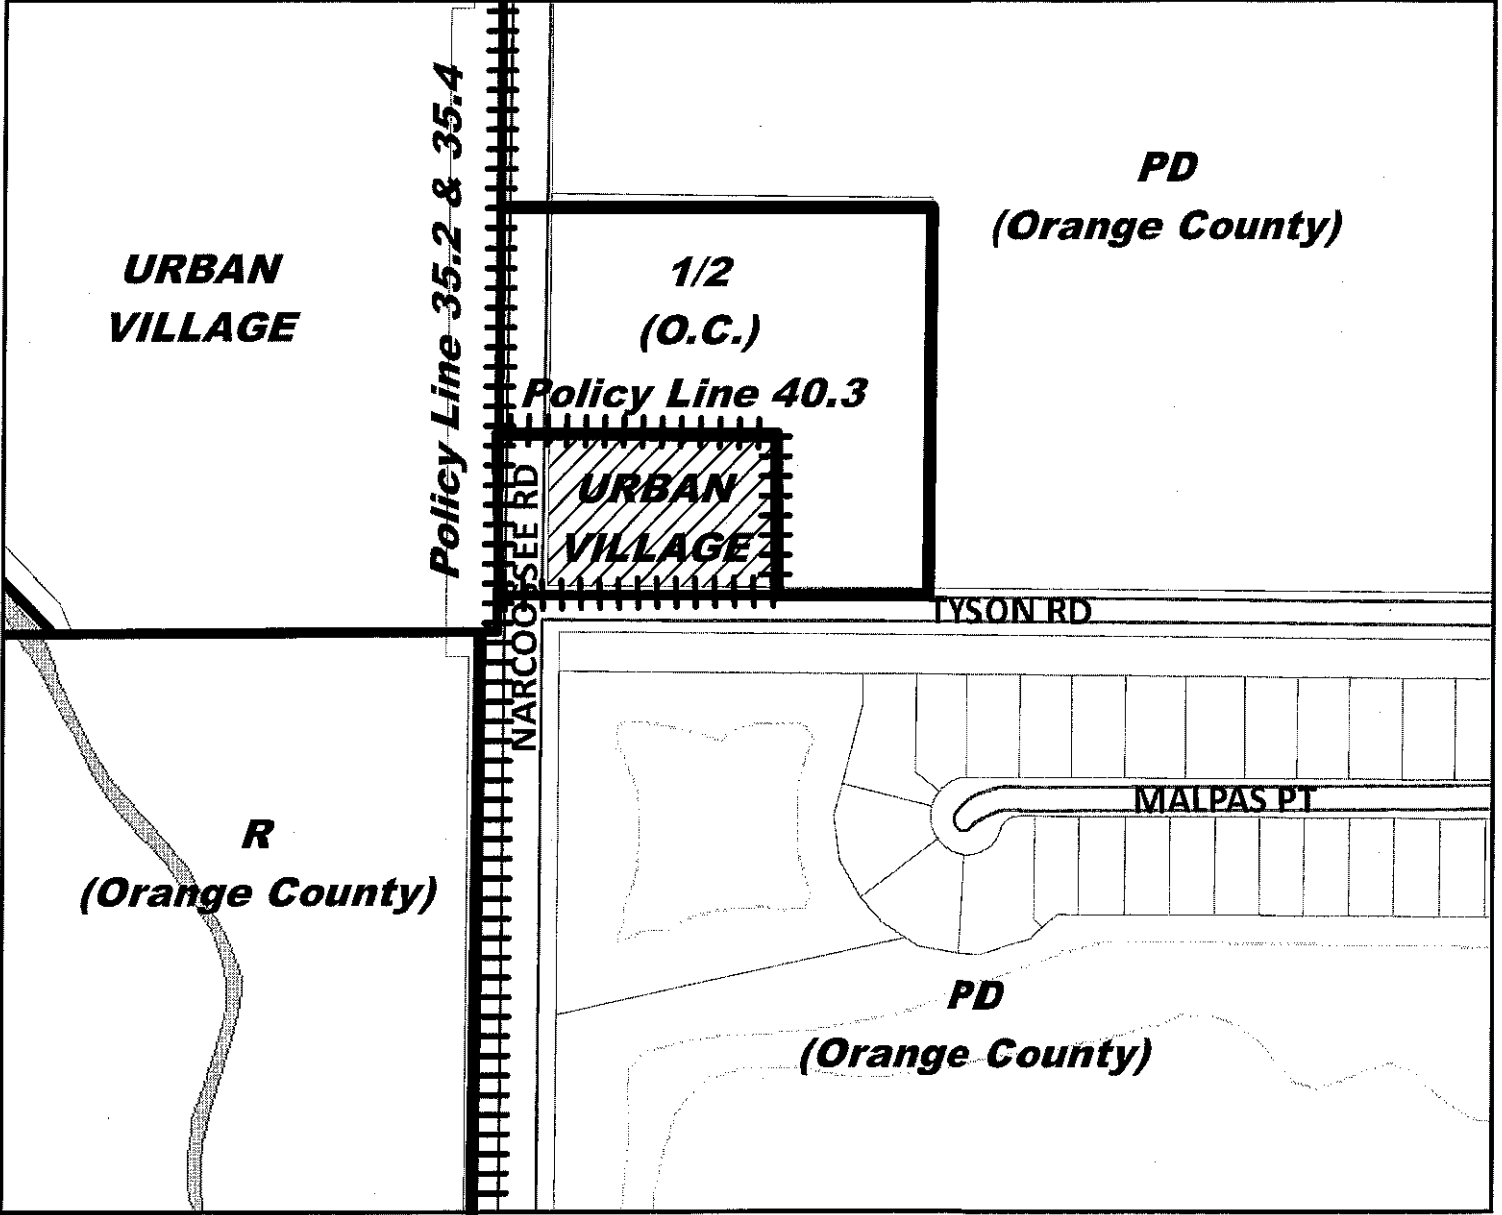 URBAN
VILLAGE
Policy Line 35.2 & 35.4
PD
(Orange County)
1/2
(O.C.)
Policy Line 40.3
URBAN
VILLAGE
NARCOOSSEE RD
TYSON RD
MALPAS PT
R
(Orange County)
PD
(Orange County)